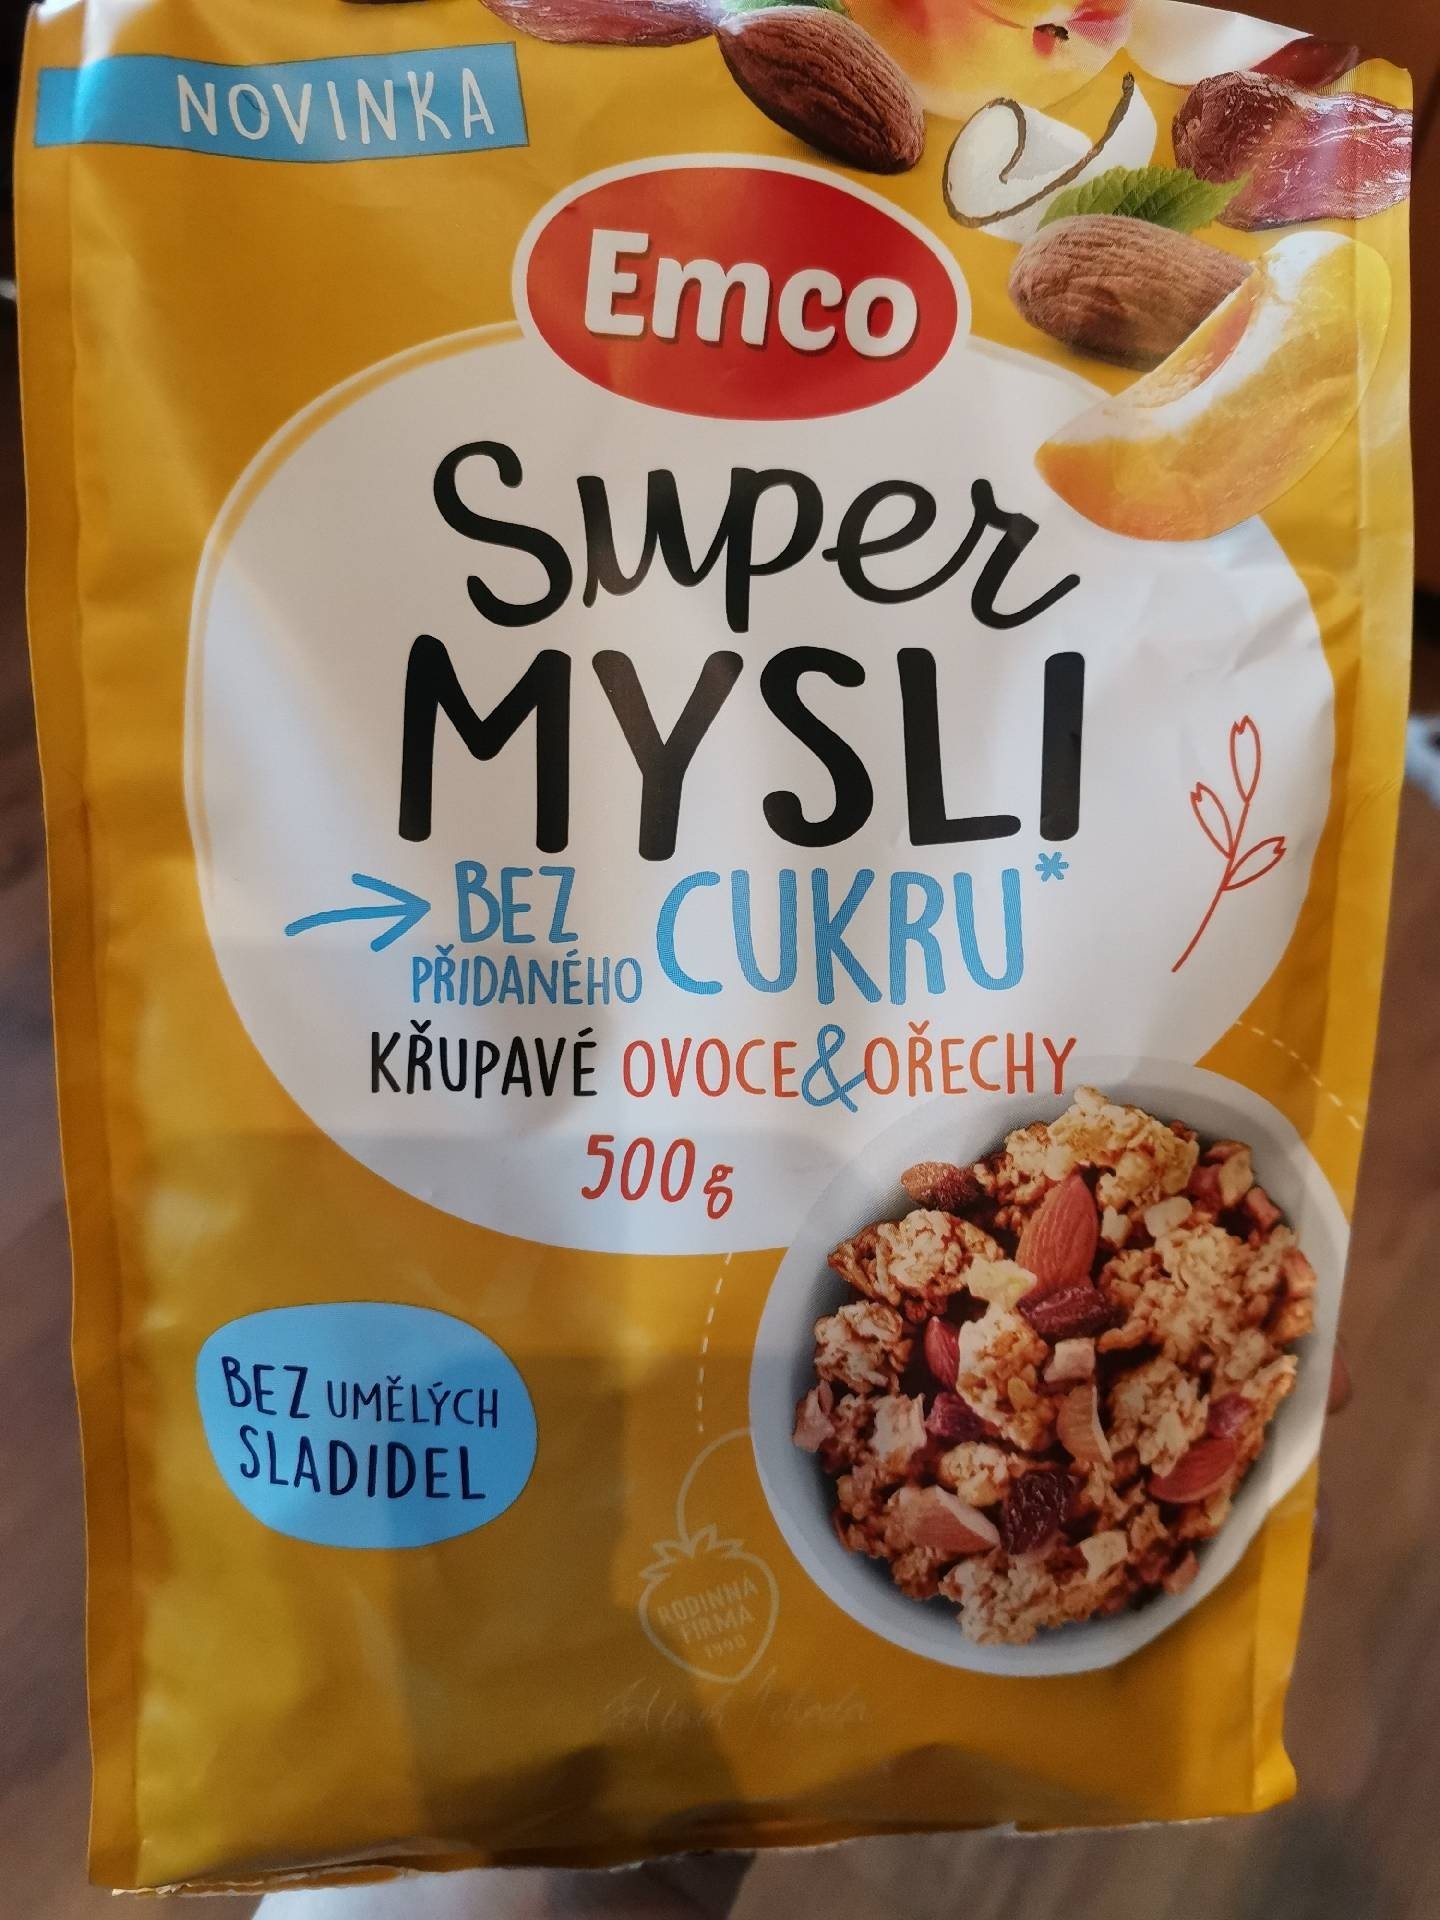 NOVINKA
Emco
Super
MYSLI
BEZ
PŘIDANÉHO CUKRU*
KŘUPAVÉ OVOCE & OŘECHY
500g
BEZ UMĚLÝCH
SLADIDEL
RODINNÁ
FIRMA
1990